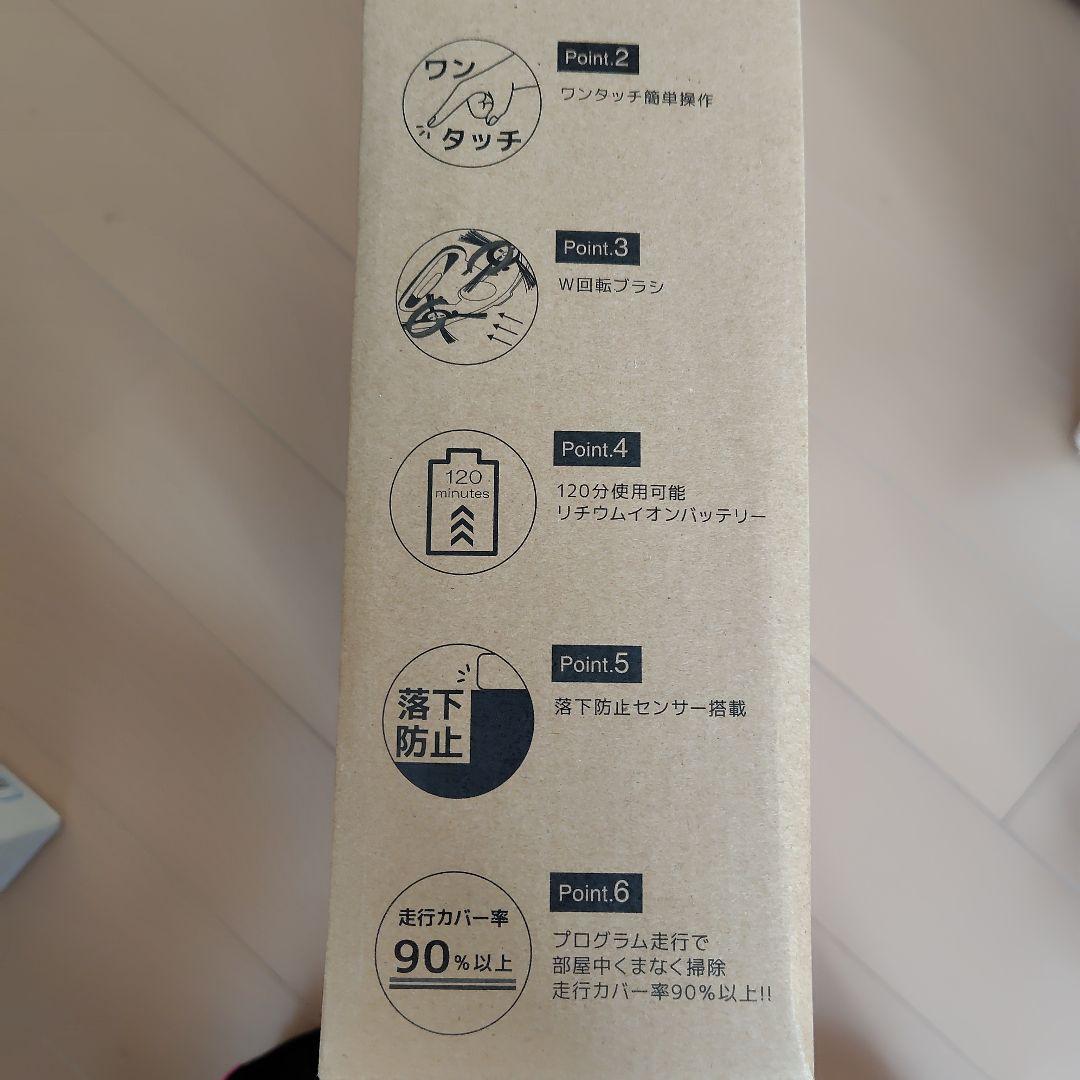 ワン
タッチ
Point.2
ワンタッチ簡単操作
Point.3
W回転ブラシ
120
minutes
Point.4
120分使用可能
リチウムイオンバッテリー
落下
防止
Point.5
落下防止センサー搭載
走行カバー率
90%以上
Point.6
プログラム走行で
部屋中くまなく掃除
走行カバー率90%以上!!